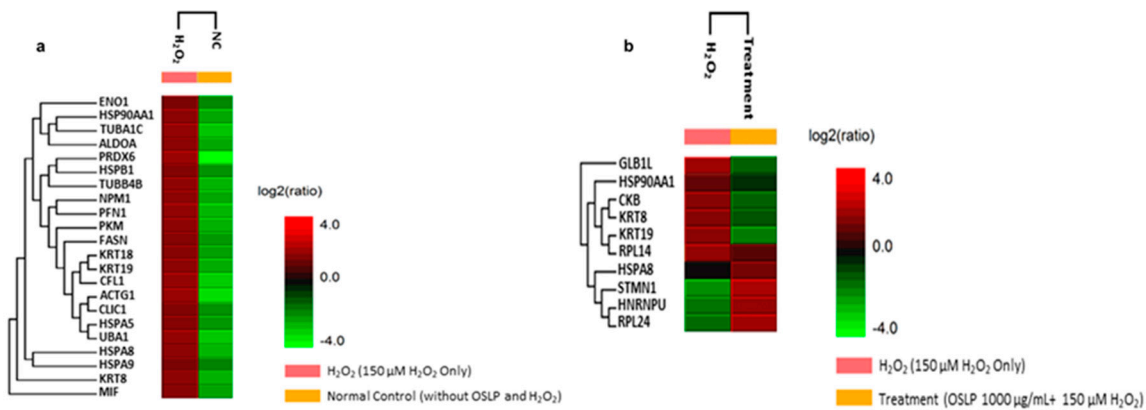 a
H₂O₂
NC
ENO1
HSP90AA1
TUBA1C
ALDOA
PRDX6
HSPB1
TUBB4B
NPM1
PFN1
PKM
FASN
KRT18
KRT19
CFL1
ACTG1
CLIC1
HSPA5
UBA1
HSPA8
HSPA9
KRT8
MIF
log2(ratio)
4.0
0.0
-4.0
H₂O₂ (150 µM H₂O₂ Only)
Normal Control (without OSLP and H₂O₂)
b
H₂O₂
Treatment
GLB1L
HSP90AA1
CKB
KRT8
KRT19
RPL14
HSPA8
STMN1
HNRNPU
RPL24
log2(ratio)
4.0
0.0
-4.0
H₂O₂ (150 µM H₂O₂ Only)
Treatment (OSLP 1000 µg/mL+ 150 µM H₂O₂)